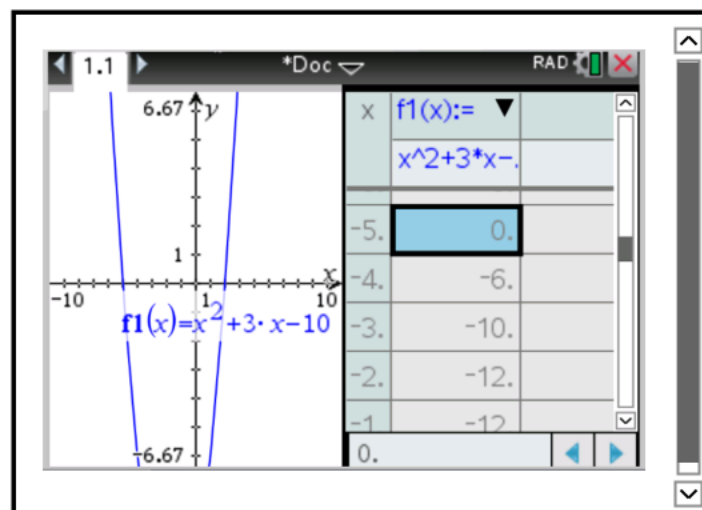 1.1 *Doc RAD
6.67 y
1
x
-10 1 10
f1(x)=x²+3· x-10
-6.67
x f1(x):= ▼
x^2+3*x-.
-5. 0.
-4. -6.
-3. -10.
-2. -12.
-1 -12
0.